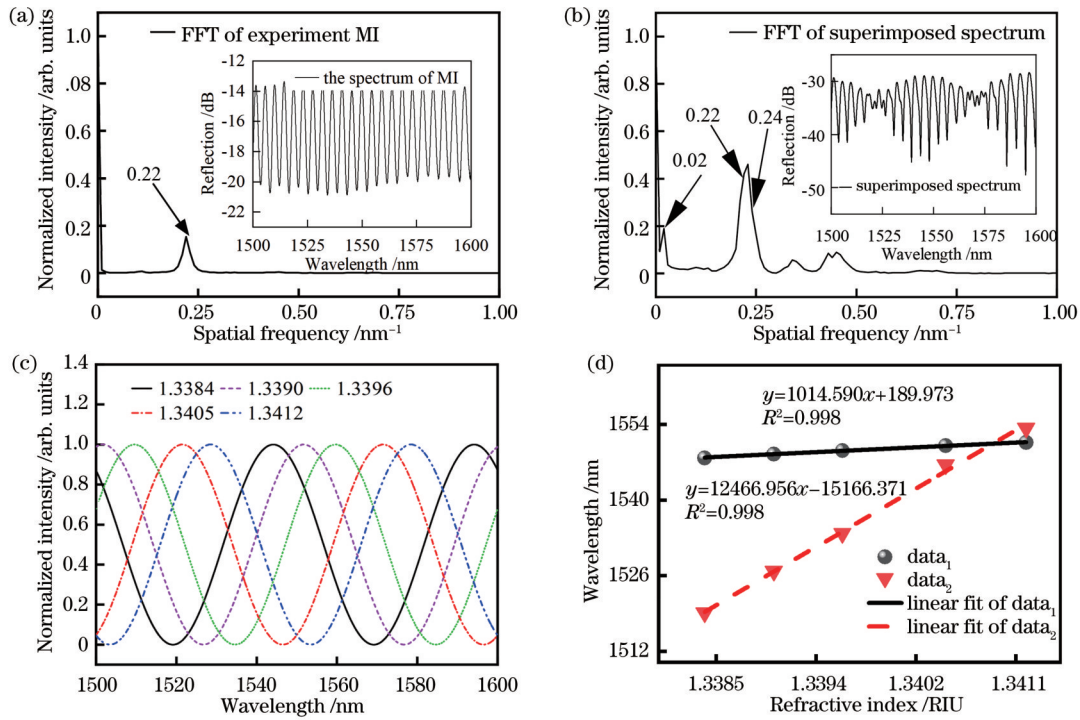 (a)
FFT of experiment MI
Normalized intensity /arb. units
1.0
0.8
0.6
0.4
0.2
0
0.22
the spectrum of MI
Reflection /dB
-12
-14
-16
-18
-20
-22
1500
1520
1540
1560
1580
1600
Wavelength /nm
0
0.25
0.50
0.75
1.00
Spatial frequency /nm⁻¹
(b)
FFT of superimposed spectrum
Normalized intensity /arb. units
1.0
0.8
0.6
0.4
0.2
0
0.02
0.22
0.24
Reflection /dB
-30
-40
-50
superimposed spectrum
1500
1525
1550
1575
1600
Wavelength /nm
0
0.25
0.50
0.75
1.00
Spatial frequency /nm⁻¹
(c)
Normalized intensity /arb. units
1.4
1.2
1.0
0.8
0.6
0.4
0.2
0
1.3384 1.3390 1.3396
1.3405 1.3412
1500
1520
1540
1560
1580
1600
Wavelength /nm
(d)
Wavelength /nm
1554
1540
1526
1512
y=1014.590x+189.973
R²=0.998
y=12466.956x−15166.371
R²=0.998
data₁
data₂
linear fit of data₁
linear fit of data₂
1.3385
1.3394
1.3402
1.3411
Refractive index /RIU